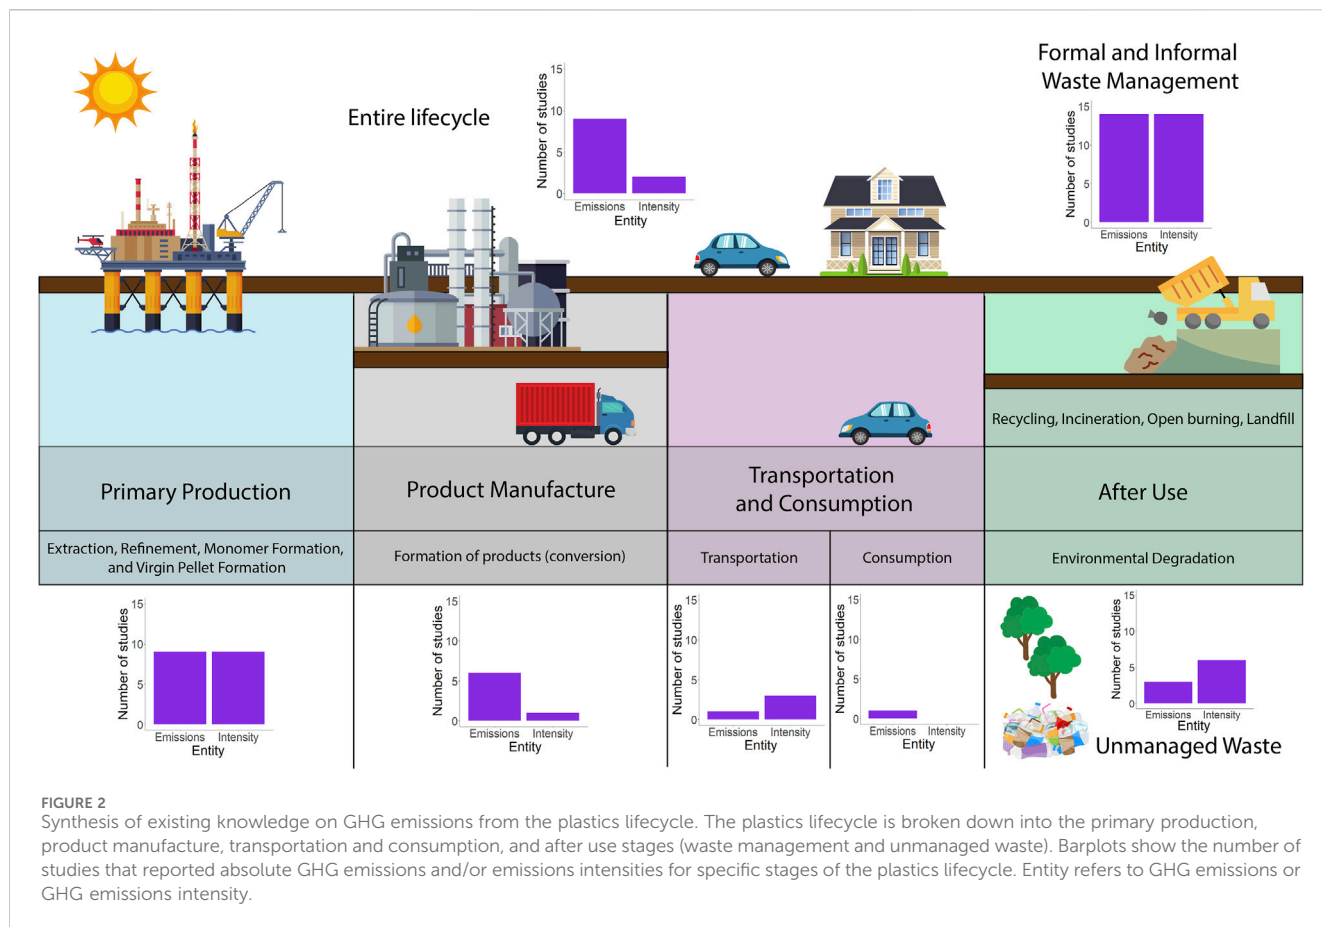 Entire lifecycle
15
10
5
0
Number of studies
Emissions Intensity
Entity
Formal and Informal
Waste Management
15
10
5
0
Number of studies
Emissions Intensity
Entity
Recycling, Incineration, Open burning, Landfill
Primary Production
Product Manufacture
Transportation
and Consumption
After Use
Extraction, Refinement, Monomer Formation,
and Virgin Pellet Formation
Formation of products (conversion)
Transportation
Consumption
Environmental Degradation
15
10
5
0
Number of studies
Emissions Intensity
Entity
15
10
5
0
Number of studies
Emissions Intensity
Entity
15
10
5
0
Number of studies
Emissions Intensity
Entity
15
10
5
0
Number of studies
Emissions Intensity
Entity
15
10
5
0
Number of studies
Emissions Intensity
Entity
Unmanaged Waste
FIGURE 2
Synthesis of existing knowledge on GHG emissions from the plastics lifecycle. The plastics lifecycle is broken down into the primary production,
product manufacture, transportation and consumption, and after use stages (waste management and unmanaged waste). Barplots show the number of
studies that reported absolute GHG emissions and/or emissions intensities for specific stages of the plastics lifecycle. Entity refers to GHG emissions or
GHG emissions intensity.